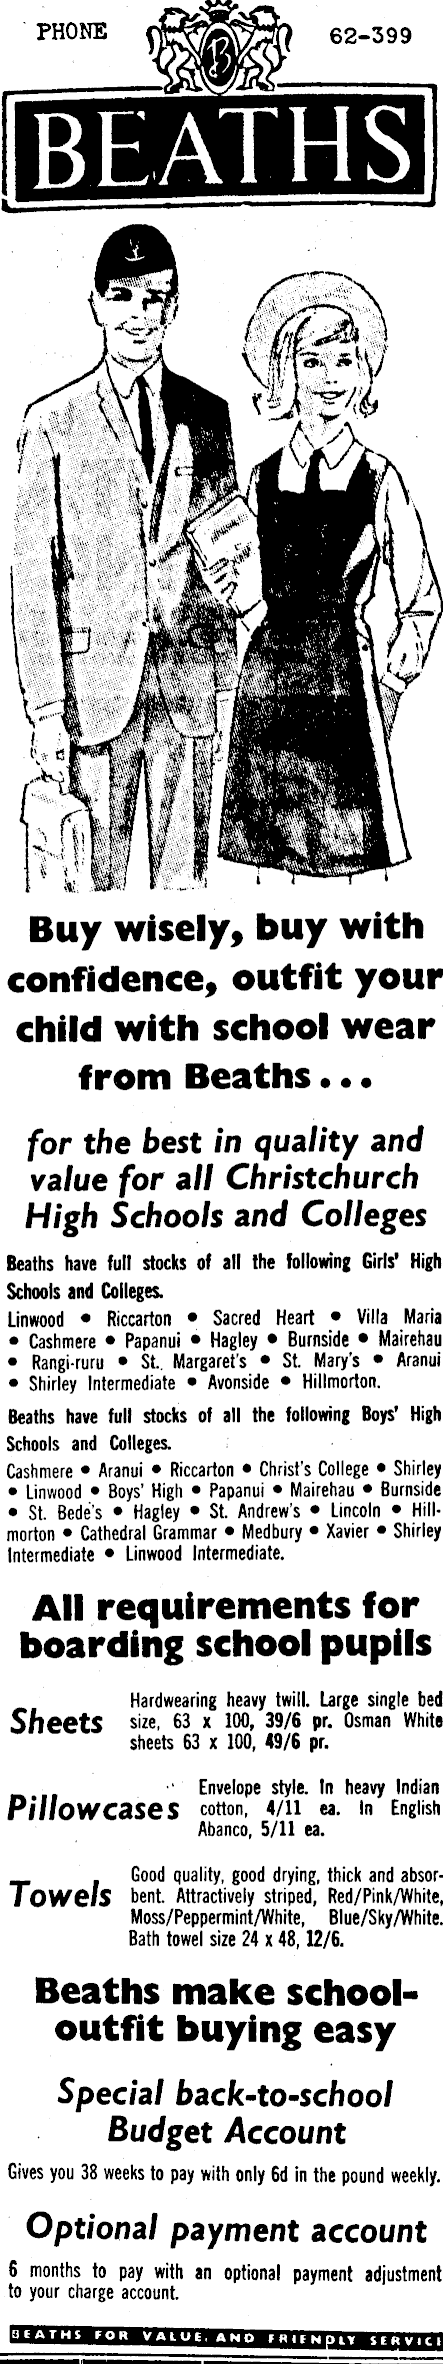 PHONE 62-399
B
BEATHS
Buy wisely, buy with
confidence, outfit your
child with school wear
from Beaths...
for the best in quality and
value for all Christchurch
High Schools and Colleges
Beaths have full stocks of all the following Girls' High
Schools and Colleges.
Linwood • Riccarton • Sacred Heart • Villa Maria
• Cashmere • Papanui • Hagley • Burnside • Mairehau
• Rangi-ruru • St. Margaret's • St. Mary's • Aranui
• Shirley Intermediate • Avonside • Hillmorton.
Beaths have full stocks of all the following Boys' High
Schools and Colleges.
Cashmere • Aranui • Riccarton • Christ's College • Shirley
• Linwood • Boys' High • Papanui • Mairehau • Burnside
• St. Bede's • Hagley • St. Andrew's • Lincoln • Hill-
morton • Cathedral Grammar • Medbury • Xavier • Shirley
Intermediate • Linwood Intermediate.
All requirements for
boarding school pupils
Sheets
Hardwearing heavy twill. Large single bed
size, 63 x 100, 39/6 pr. Osman White
sheets 63 x 100, 49/6 pr.
Pillowcases
Envelope style. In heavy Indian
cotton, 4/11 ea. In English
Abanco, 5/11 ea.
Towels
Good quality, good drying, thick and absor-
bent. Attractively striped, Red/Pink/White,
Moss/Peppermint/White, Blue/Sky/White.
Bath towel size 24 x 48, 12/6.
Beaths make school-
outfit buying easy
Special back-to-school
Budget Account
Gives you 38 weeks to pay with only 6d in the pound weekly.
Optional payment account
6 months to pay with an optional payment adjustment
to your charge account.
BEATHS FOR VALUE, AND FRIENDLY SERVICE